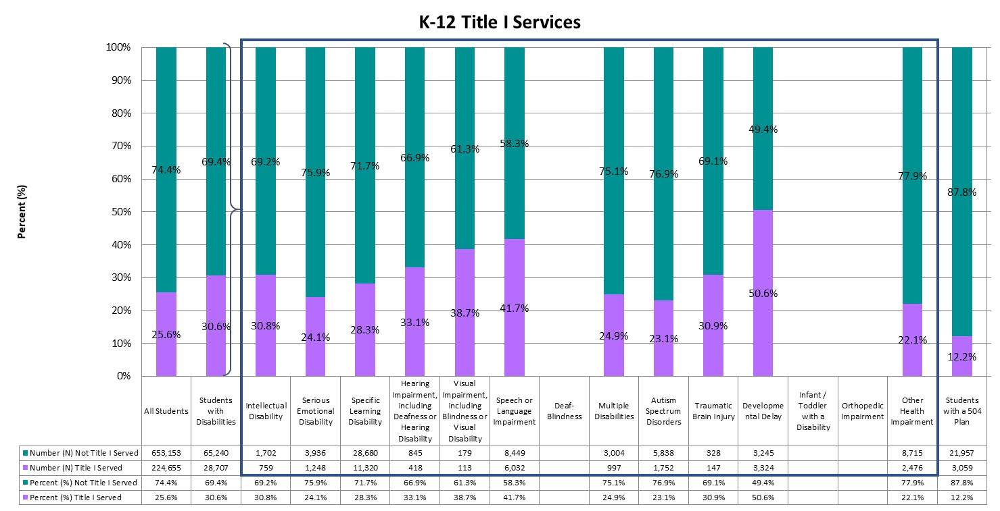 K-12 Title I Services
Percent (%)
100%
90%
80%
70%
60%
50%
40%
30%
20%
10%
0%
74.4% 69.4% 69.2% 75.9% 71.7% 66.9% 61.3% 58.3% 75.1% 76.9% 69.1% 49.4% 77.9% 87.8%
25.6% 30.6% 30.8% 24.1% 28.3% 33.1% 38.7% 41.7% 24.9% 23.1% 30.9% 50.6% 22.1% 12.2%
All Students
Students
with
Disabilities
Intellectual
Disability
Serious
Emotional
Disability
Specific
Learning
Disability
Hearing
Impairment,
including
Deafness or
Hearing
Disability
Visual
Impairment,
including
Blindness or
Visual
Disability
Speech or
Language
Impairment
Deaf-
Blindness
Multiple
Disabilities
Autism
Spectrum
Disorders
Traumatic
Brain Injury
Developme
ntal Delay
Infant /
Toddler
with a
Disability
Orthopedic
Impairment
Other
Health
Impairment
Students
with a 504
Plan
Number (N) Not Title I Served 653,153 65,240 1,702 3,936 28,680 845 179 8,449 3,004 5,838 328 3,245 8,715 21,957
Number (N) Title I Served 224,655 28,707 759 1,248 11,320 418 113 6,032 997 1,752 147 3,324 2,476 3,059
Percent (%) Not Title I Served 74.4% 69.4% 69.2% 75.9% 71.7% 66.9% 61.3% 58.3% 75.1% 76.9% 69.1% 49.4% 77.9% 87.8%
Percent (%) Title I Served 25.6% 30.6% 30.8% 24.1% 28.3% 33.1% 38.7% 41.7% 24.9% 23.1% 30.9% 50.6% 22.1% 12.2%